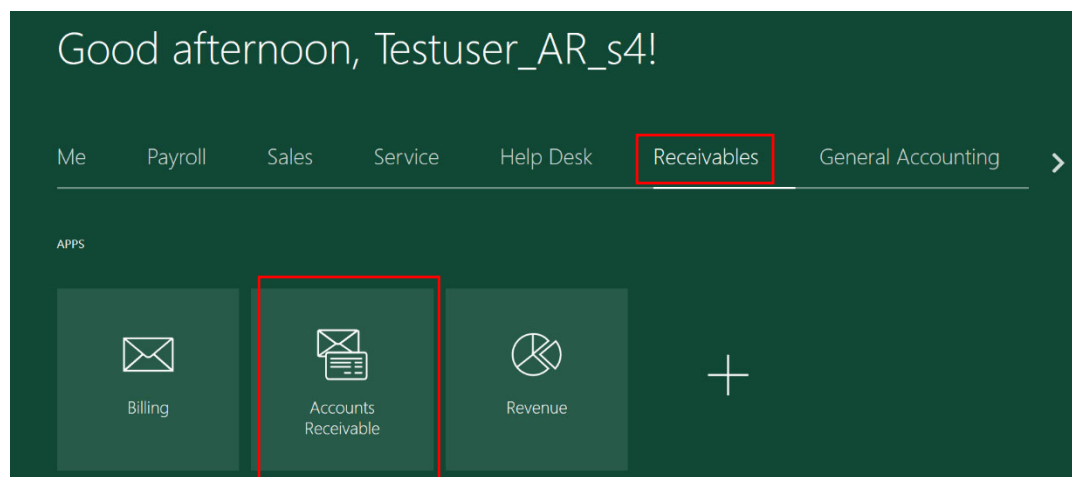 Good afternoon, Testuser_AR_s4!
Me Payroll Sales Service Help Desk Receivables General Accounting
APPS
Billing
Accounts
Receivable
Revenue